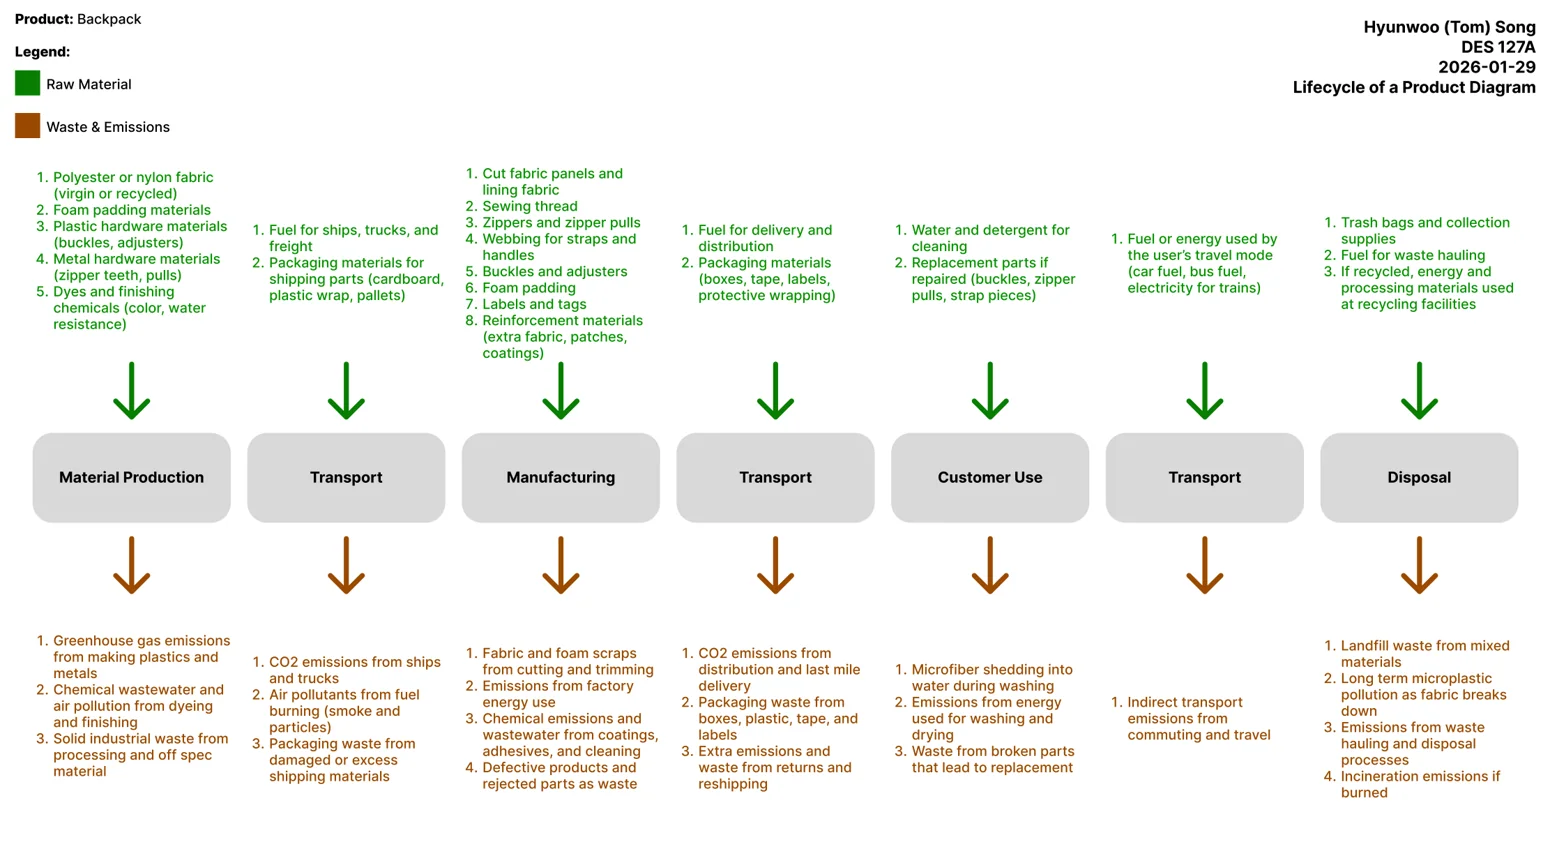 Product: Backpack
Legend:
Raw Material
Waste & Emissions
Hyunwoo (Tom) Song
DES 127A
2026-01-29
Lifecycle of a Product Diagram
1. Polyester or nylon fabric
(virgin or recycled)
2. Foam padding materials
3. Plastic hardware materials
(buckles, adjusters)
4. Metal hardware materials
(zipper teeth, pulls)
5. Dyes and finishing
chemicals (color, water
resistance)
1. Fuel for ships, trucks, and
freight
2. Packaging materials for
shipping parts (cardboard,
plastic wrap, pallets)
1. Cut fabric panels and
lining fabric
2. Sewing thread
3. Zippers and zipper pulls
4. Webbing for straps and
handles
5. Buckles and adjusters
6. Foam padding
7. Labels and tags
8. Reinforcement materials
(extra fabric, patches,
coatings)
1. Fuel for delivery and
distribution
2. Packaging materials
(boxes, tape, labels,
protective wrapping)
1. Water and detergent for
cleaning
2. Replacement parts if
repaired (buckles, zipper
pulls, strap pieces)
1. Fuel or energy used by
the user's travel mode
(car fuel, bus fuel,
electricity for trains)
1. Trash bags and collection
supplies
2. Fuel for waste hauling
3. If recycled, energy and
processing materials used
at recycling facilities
Material Production
Transport
Manufacturing
Transport
Customer Use
Transport
Disposal
1. Greenhouse gas emissions
from making plastics and
metals
2. Chemical wastewater and
air pollution from dyeing
and finishing
3. Solid industrial waste from
processing and off spec
material
1. CO2 emissions from ships
and trucks
2. Air pollutants from fuel
burning (smoke and
particles)
3. Packaging waste from
damaged or excess
shipping materials
1. Fabric and foam scraps
from cutting and trimming
2. Emissions from factory
energy use
3. Chemical emissions and
wastewater from coatings,
adhesives, and cleaning
4. Defective products and
rejected parts as waste
1. CO2 emissions from
distribution and last mile
delivery
2. Packaging waste from
boxes, plastic, tape, and
labels
3. Extra emissions and
waste from returns and
reshipping
1. Microfiber shedding into
water during washing
2. Emissions from energy
used for washing and
drying
3. Waste from broken parts
that lead to replacement
1. Indirect transport
emissions from
commuting and travel
1. Landfill waste from mixed
materials
2. Long term microplastic
pollution as fabric breaks
down
3. Emissions from waste
hauling and disposal
processes
4. Incineration emissions if
burned